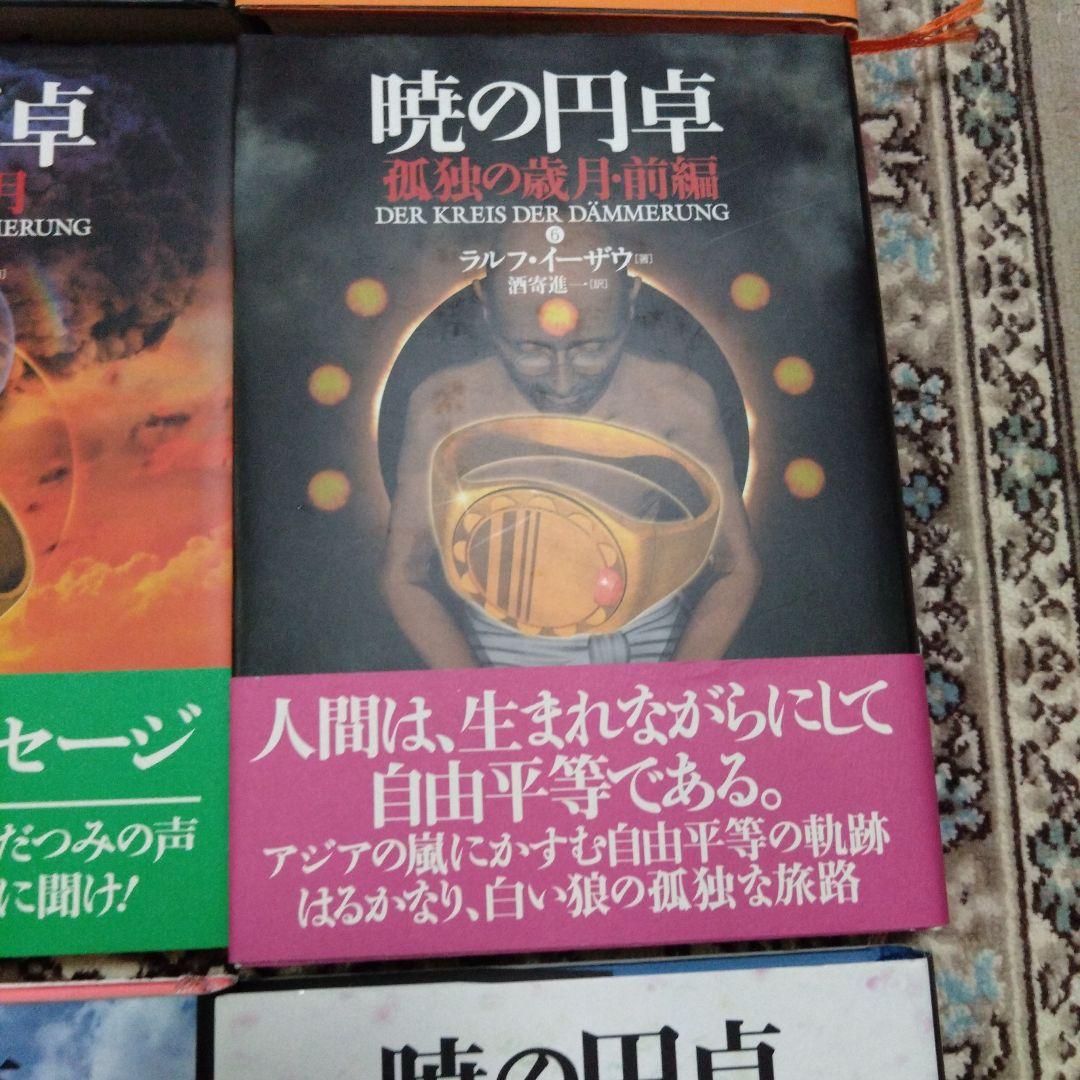 暁の円卓
孤独の歳月・前編
DER KREIS DER DÄMMERUNG
6
ラルフ・イーザウ[著]
酒寄進一[訳]
人間は、生まれながらにして
自由平等である。
アジアの嵐にかすむ自由平等の軌跡
はるかなり、白い狼の孤独な旅路
卓
月
MERUNG
セージ
だつみの声
に聞け!
暁の円卓